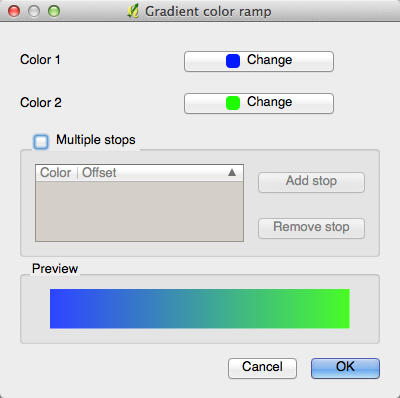 Gradient color ramp
Color 1 Change
Color 2 Change
Multiple stops
Color Offset
Add stop
Remove stop
Preview
Cancel OK